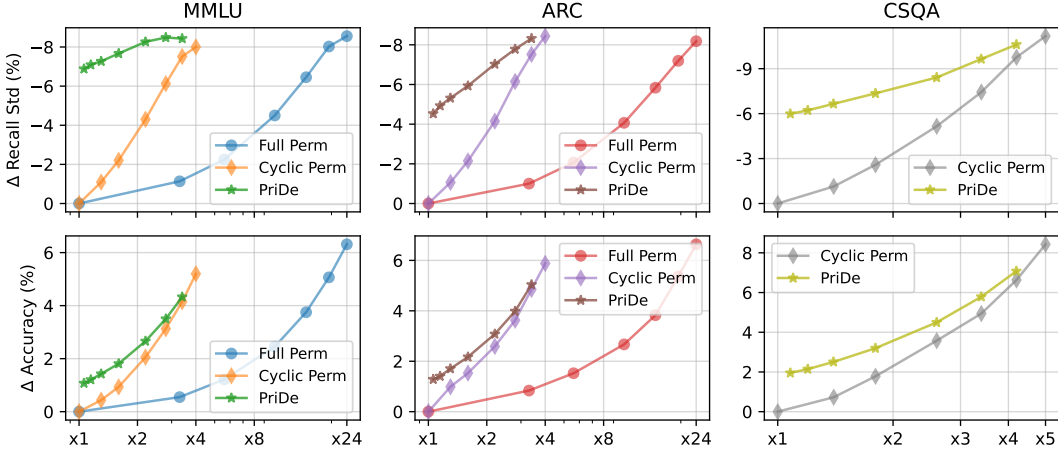 MMLU
ARC
CSQA
Δ Recall Std (%)
−8
−6
−4
−2
0
Full Perm
Cyclic Perm
PriDe
−8
−6
−4
−2
0
Full Perm
Cyclic Perm
PriDe
-9
-6
-3
0
Cyclic Perm
PriDe
Δ Accuracy (%)
6
4
2
0
Full Perm
Cyclic Perm
PriDe
x1 x2 x4 x8 x24
6
4
2
0
Full Perm
Cyclic Perm
PriDe
x1 x2 x4 x8 x24
8
6
4
2
0
Cyclic Perm
PriDe
x1 x2 x3 x4 x5